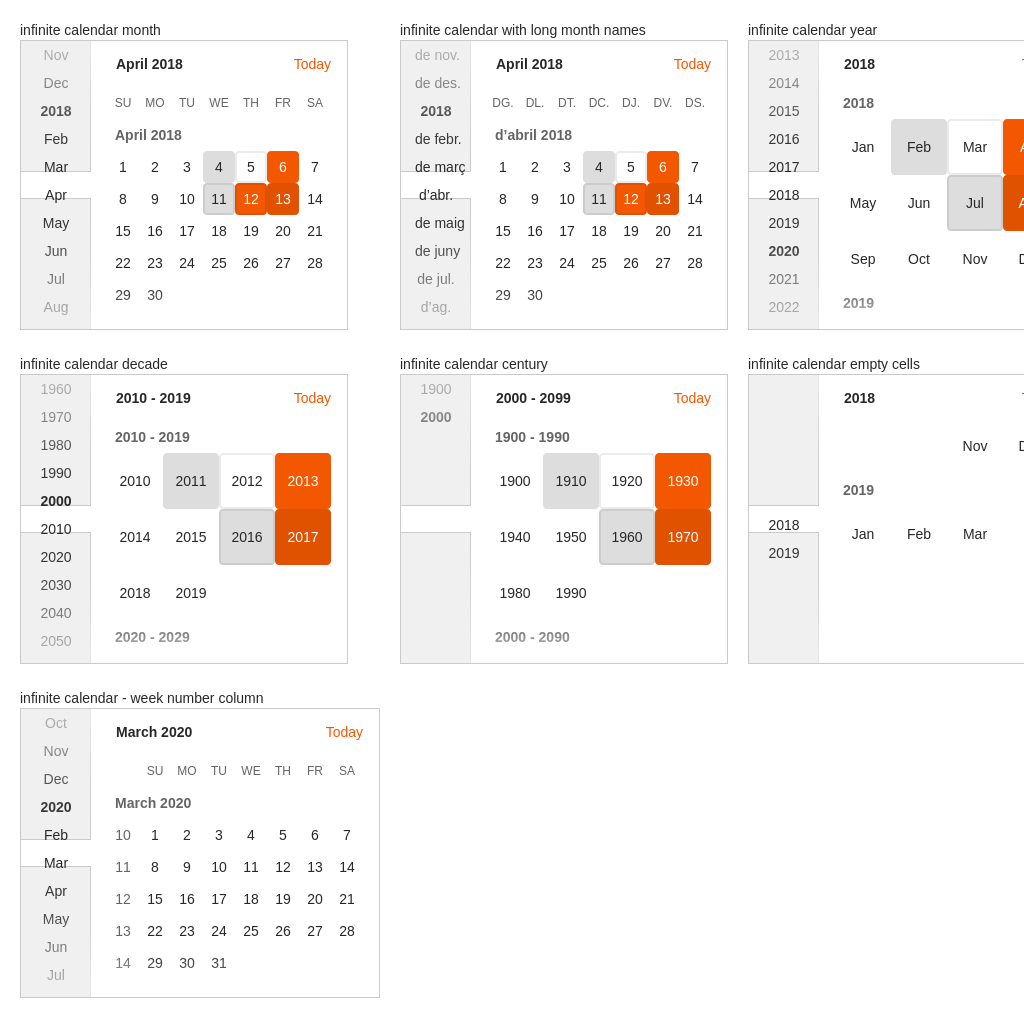 infinite calendar month
Nov
Dec
2018
Feb
Mar
Apr
May
Jun
Jul
Aug
April 2018 Today
SU MO TU WE TH FR SA
April 2018
1 2 3 4 5 6 7
8 9 10 11 12 13 14
15 16 17 18 19 20 21
22 23 24 25 26 27 28
29 30
infinite calendar with long month names
de nov.
de des.
2018
de febr.
de març
d’abr.
de maig
de juny
de jul.
d’ag.
April 2018 Today
DG. DL. DT. DC. DJ. DV. DS.
d’abril 2018
1 2 3 4 5 6 7
8 9 10 11 12 13 14
15 16 17 18 19 20 21
22 23 24 25 26 27 28
29 30
infinite calendar year
2013
2014
2015
2016
2017
2018
2019
2020
2021
2022
2018
2018
Jan Feb Mar
May Jun Jul
Sep Oct Nov
2019
infinite calendar decade
1960
1970
1980
1990
2000
2010
2020
2030
2040
2050
2010 - 2019 Today
2010 - 2019
2010 2011 2012 2013
2014 2015 2016 2017
2018 2019
2020 - 2029
infinite calendar century
1900
2000
2000 - 2099 Today
1900 - 1990
1900 1910 1920 1930
1940 1950 1960 1970
1980 1990
2000 - 2090
infinite calendar empty cells
2018
2019
2018
Nov
2019
Jan Feb Mar
infinite calendar - week number column
Oct
Nov
Dec
2020
Feb
Mar
Apr
May
Jun
Jul
March 2020 Today
SU MO TU WE TH FR SA
March 2020
10 1 2 3 4 5 6 7
11 8 9 10 11 12 13 14
12 15 16 17 18 19 20 21
13 22 23 24 25 26 27 28
14 29 30 31